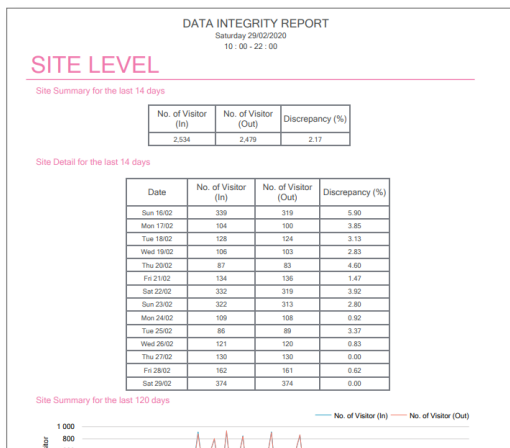 DATA INTEGRITY REPORT
Saturday 29/02/2020
10 : 00 - 22 : 00
SITE LEVEL
Site Summary for the last 14 days
No. of Visitor (In) No. of Visitor (Out) Discrepancy (%)
2,534 2,479 2.17
Site Detail for the last 14 days
Date No. of Visitor (In) No. of Visitor (Out) Discrepancy (%)
Sun 16/02 339 319 5.90
Mon 17/02 104 100 3.85
Tue 18/02 128 124 3.13
Wed 19/02 106 103 2.83
Thu 20/02 87 83 4.60
Fri 21/02 134 136 1.47
Sat 22/02 332 319 3.92
Sun 23/02 322 313 2.80
Mon 24/02 109 108 0.92
Tue 25/02 86 89 3.37
Wed 26/02 121 120 0.83
Thu 27/02 130 130 0.00
Fri 28/02 162 161 0.62
Sat 29/02 374 374 0.00
Site Summary for the last 120 days
No. of Visitor (In) No. of Visitor (Out)
1 000
800